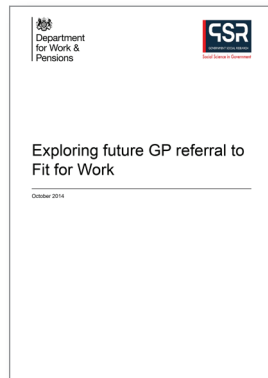 Department
for Work &
Pensions
GSR
Social Science in Government
Exploring future GP referral to
Fit for Work
October 2014